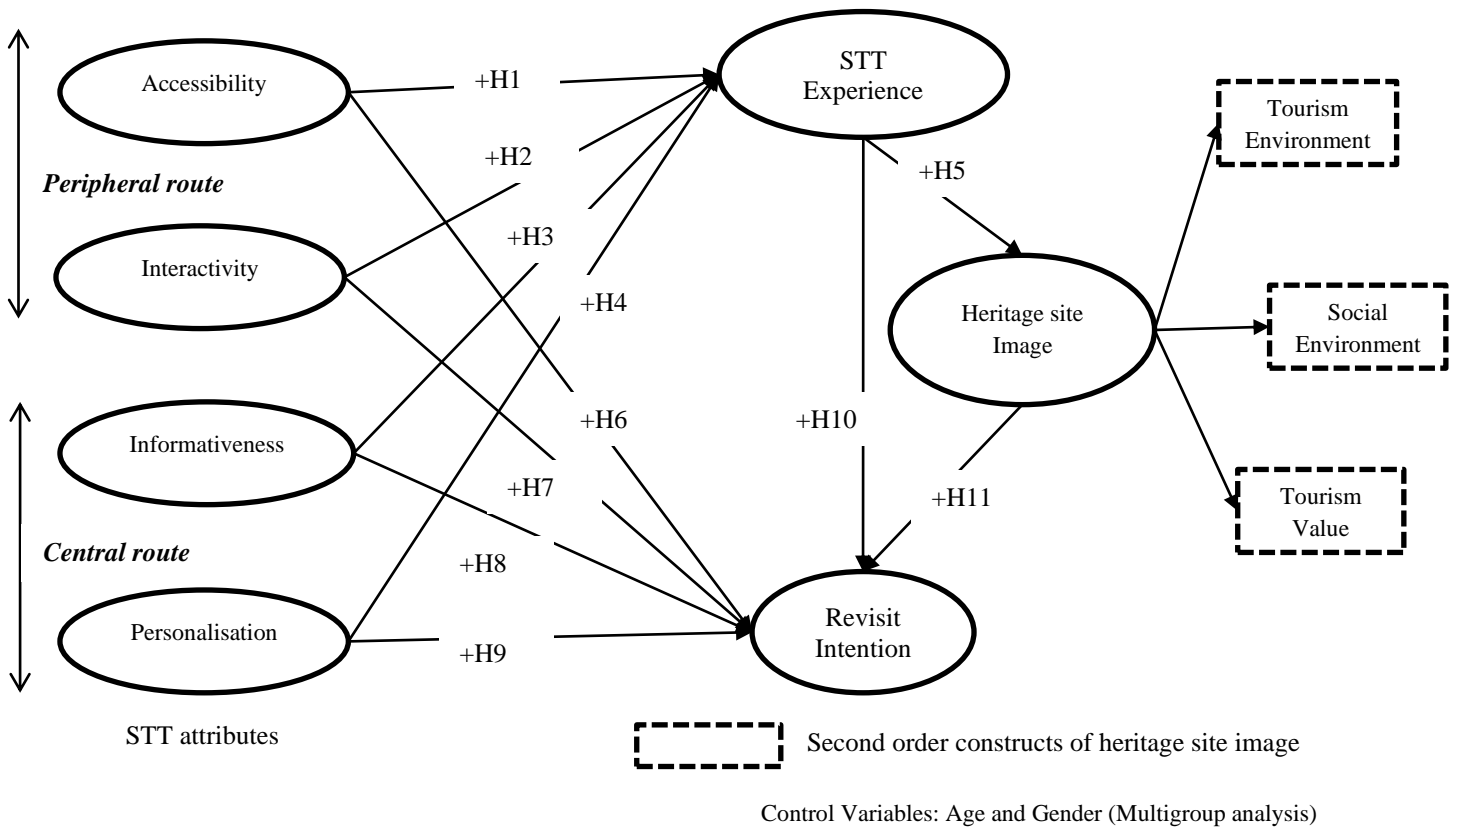 STT
Experience
Accessibility
+H1
Tourism
Environment
+H2
+H5
Peripheral route
+H3
Interactivity
+H4
Heritage site
Image
Social
Environment
Informativeness
+H6
+H10
+H7
+H11
Tourism
Value
Central route
+H8
Personalisation
+H9
Revisit
Intention
STT attributes
Second order constructs of heritage site image
Control Variables: Age and Gender (Multigroup analysis)